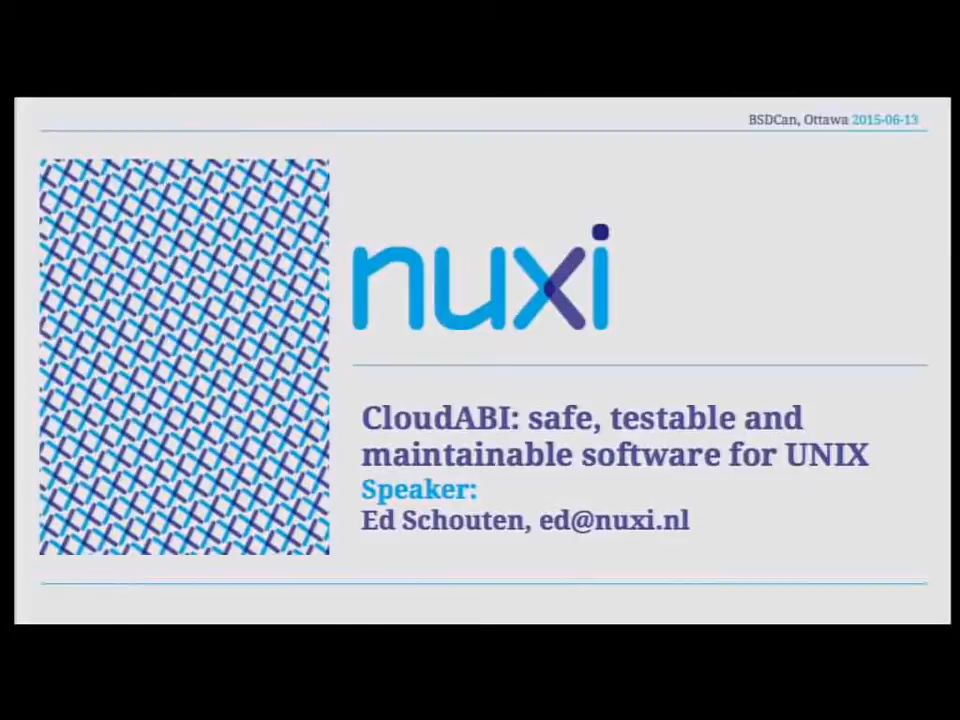 BSDCan, Ottawa 2015-06-13
nuxi
CloudABI: safe, testable and
maintainable software for UNIX
Speaker:
Ed Schouten, ed@nuxi.nl